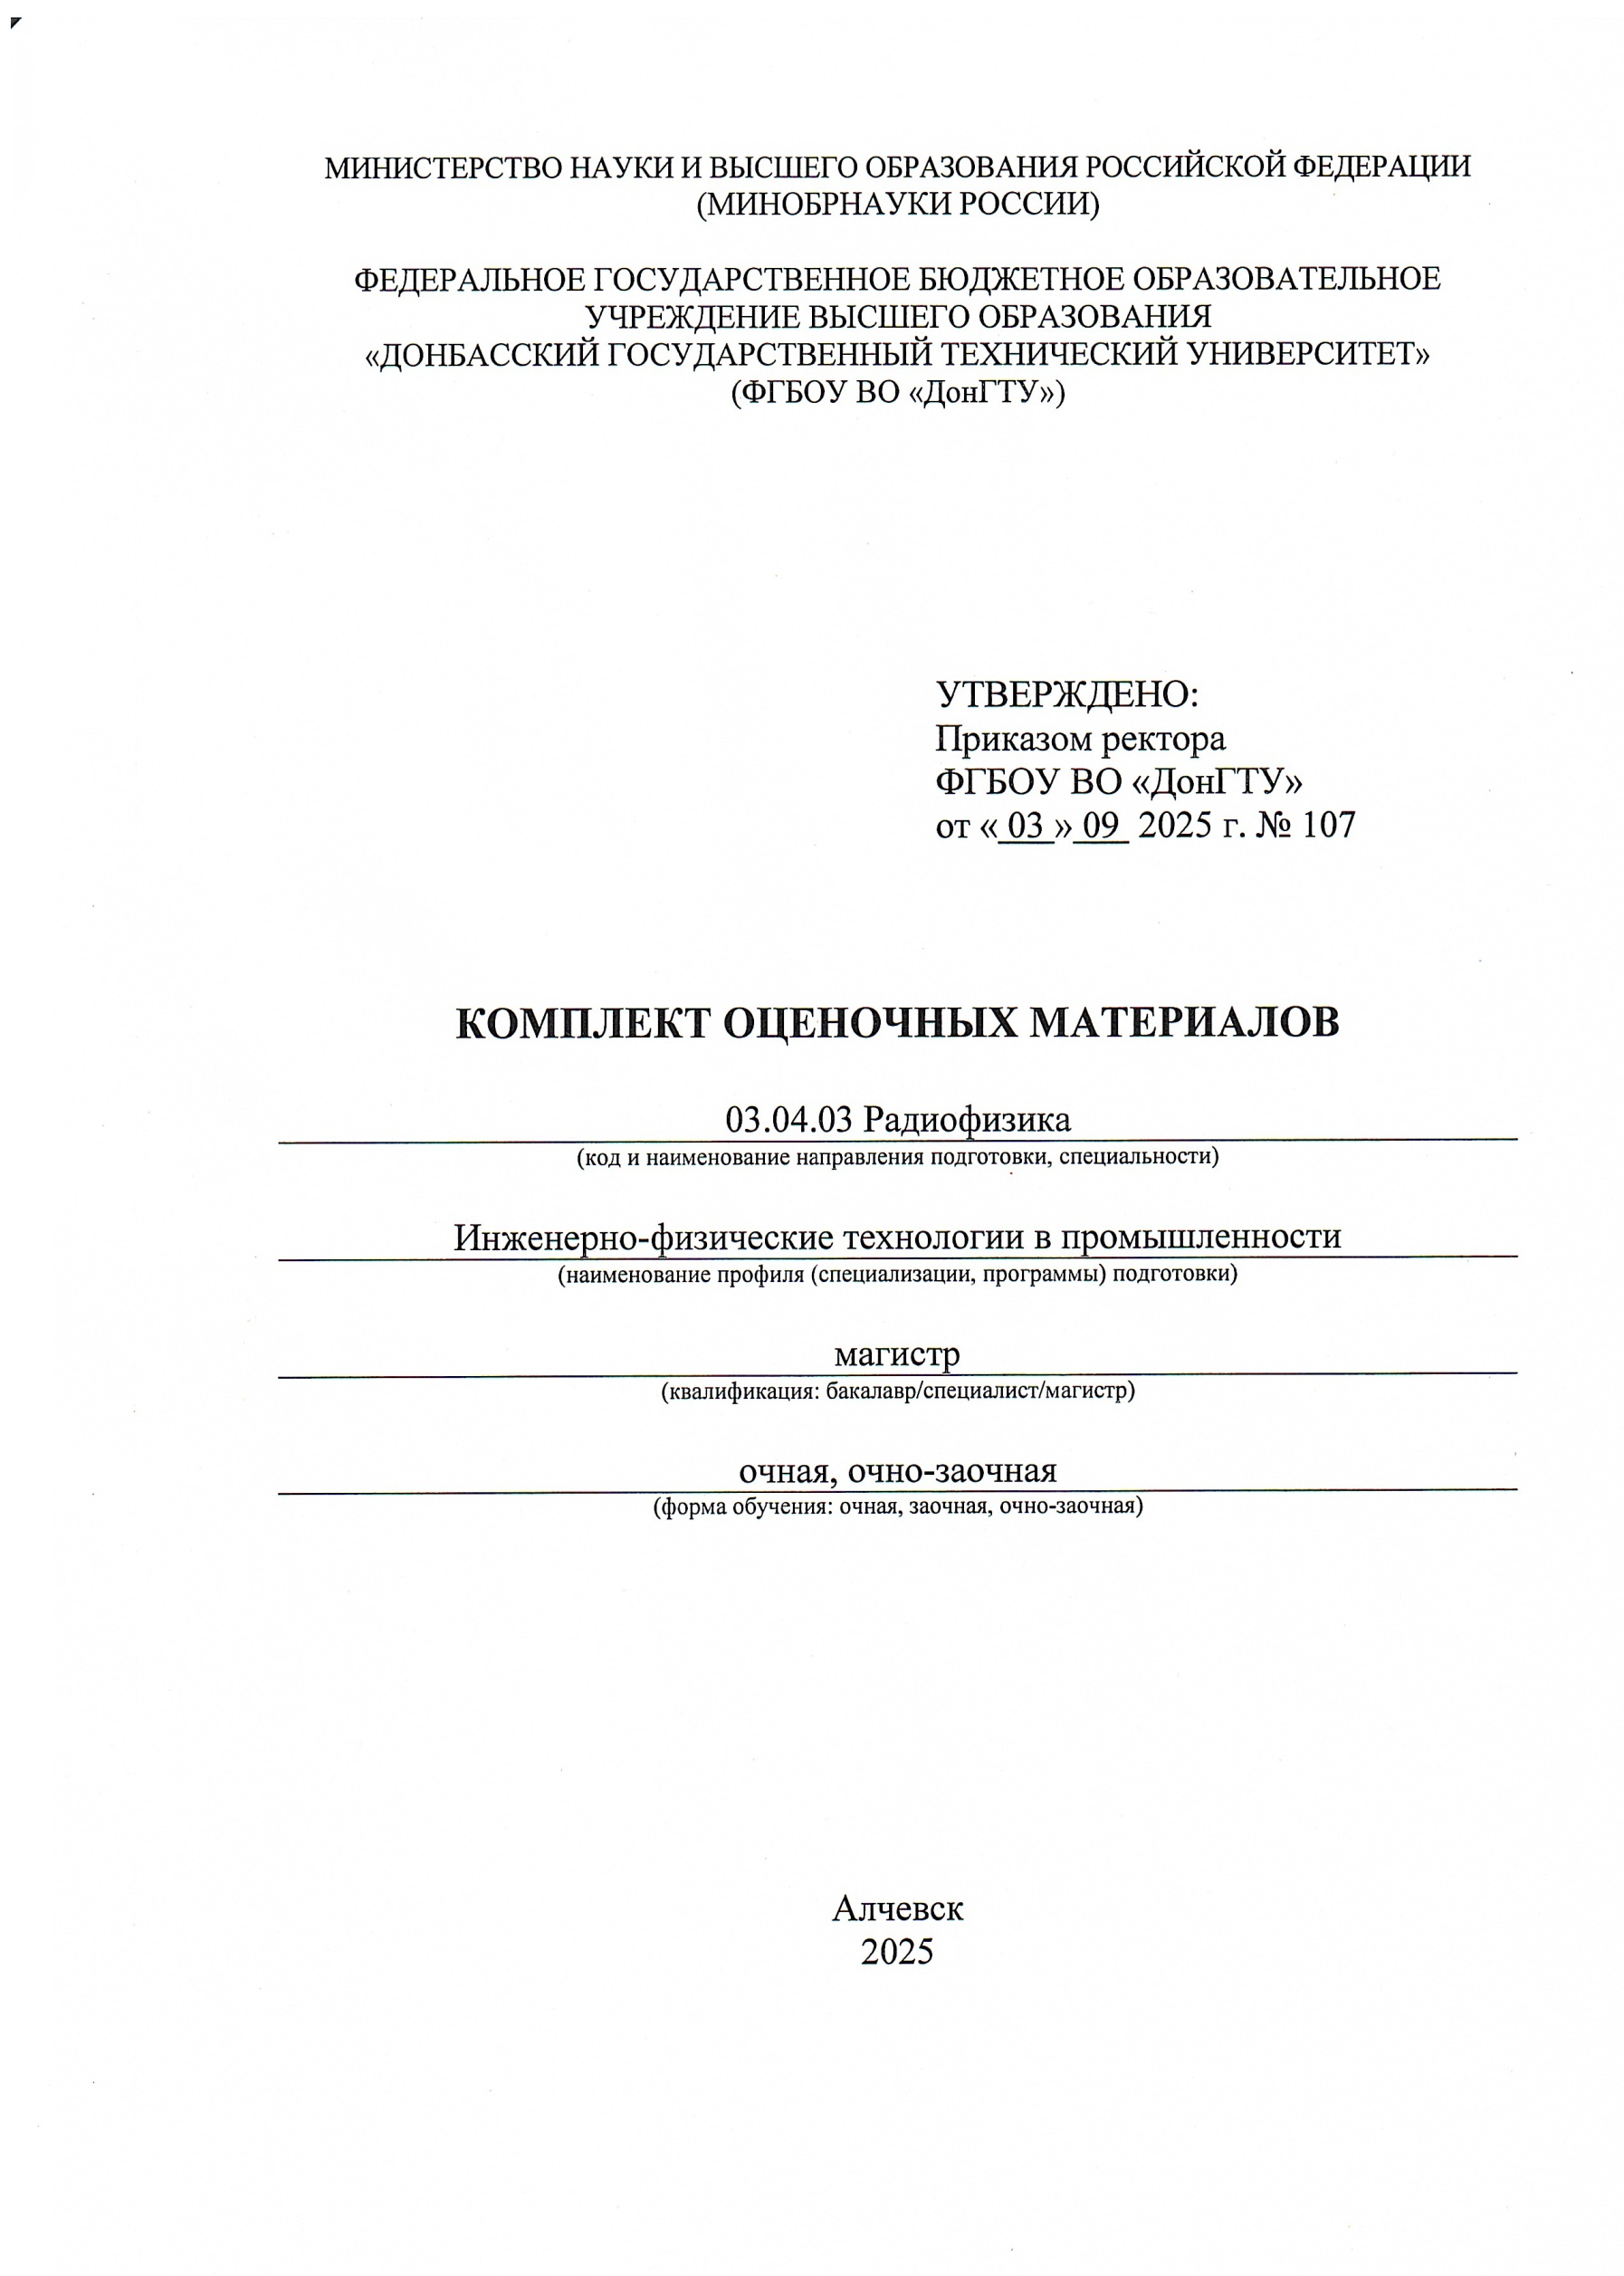 МИНИСТЕРСТВО НАУКИ И ВЫСШЕГО ОБРАЗОВАНИЯ РОССИЙСКОЙ ФЕДЕРАЦИИ
(МИНОБРНАУКИ РОССИИ)
ФЕДЕРАЛЬНОЕ ГОСУДАРСТВЕННОЕ БЮДЖЕТНОЕ ОБРАЗОВАТЕЛЬНОЕ
УЧРЕЖДЕНИЕ ВЫСШЕГО ОБРАЗОВАНИЯ
«ДОНБАССКИЙ ГОСУДАРСТВЕННЫЙ ТЕХНИЧЕСКИЙ УНИВЕРСИТЕТ»
(ФГБОУ ВО «ДонГТУ»)
УТВЕРЖДЕНО:
Приказом ректора
ФГБОУ ВО «ДонГТУ»
от « 03 » 09 2025 г. № 107
КОМПЛЕКТ ОЦЕНОЧНЫХ МАТЕРИАЛОВ
03.04.03 Радиофизика
(код и наименование направления подготовки, специальности)
Инженерно-физические технологии в промышленности
(наименование профиля (специализации, программы) подготовки)
магистр
(квалификация: бакалавр/специалист/магистр)
очная, очно-заочная
(форма обучения: очная, заочная, очно-заочная)
Алчевск
2025